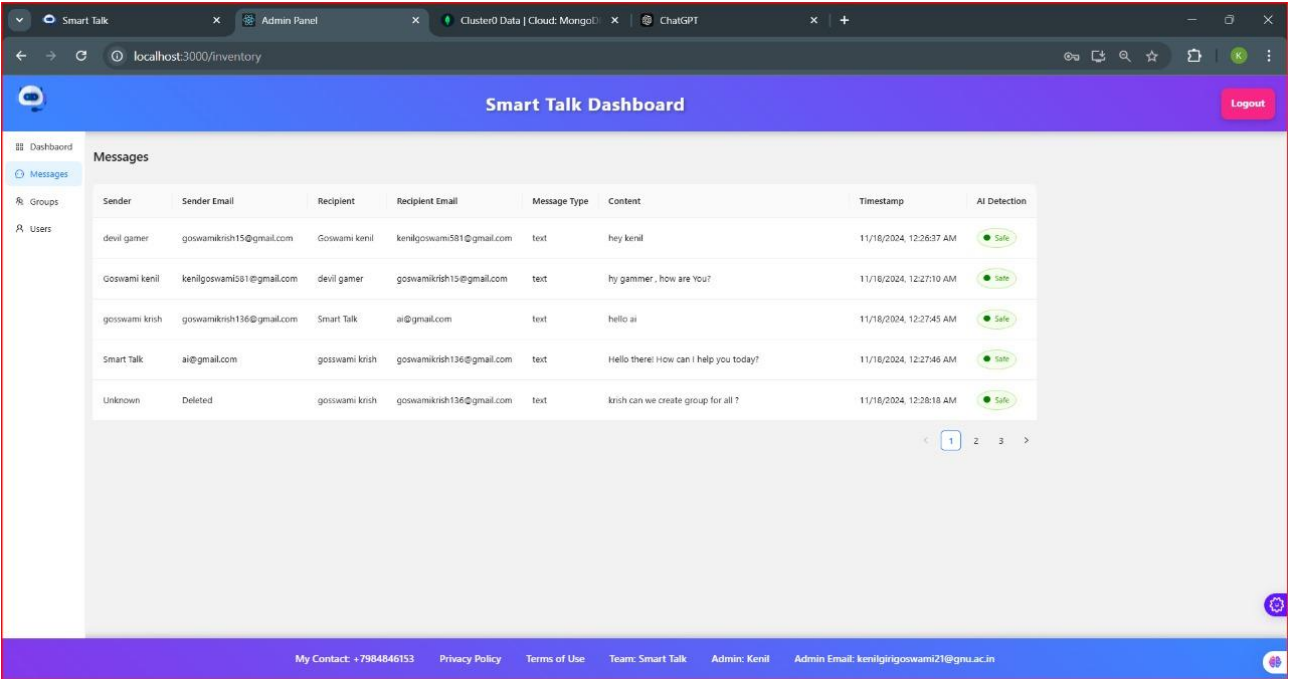 Smart Talk Admin Panel Cluster0 Data | Cloud: MongoD ChatGPT
localhost:3000/inventory K
Smart Talk Dashboard Logout
Dashbaord
Messages
Groups
Users
Messages
Sender Sender Email Recipient Recipient Email Message Type Content Timestamp AI Detection
devil gamer goswamikrish15@gmail.com Goswami kenil kenilgoswami581@gmail.com text hey kenil 11/18/2024, 12:26:37 AM Safe
Goswami kenil kenilgoswami581@gmail.com devil gamer goswamikrish15@gmail.com text hy gammer , how are You? 11/18/2024, 12:27:10 AM Safe
gosswami krish goswamikrish136@gmail.com Smart Talk ai@gmail.com text hello ai 11/18/2024, 12:27:45 AM Safe
Smart Talk ai@gmail.com gosswami krish goswamikrish136@gmail.com text Hello there! How can I help you today? 11/18/2024, 12:27:46 AM Safe
Unknown Deleted gosswami krish goswamikrish136@gmail.com text krish can we create group for all ? 11/18/2024, 12:28:18 AM Safe
< 1 2 3 >
My Contact: +7984846153 Privacy Policy Terms of Use Team: Smart Talk Admin: Kenil Admin Email: kenilgirigoswami21@gnu.ac.in